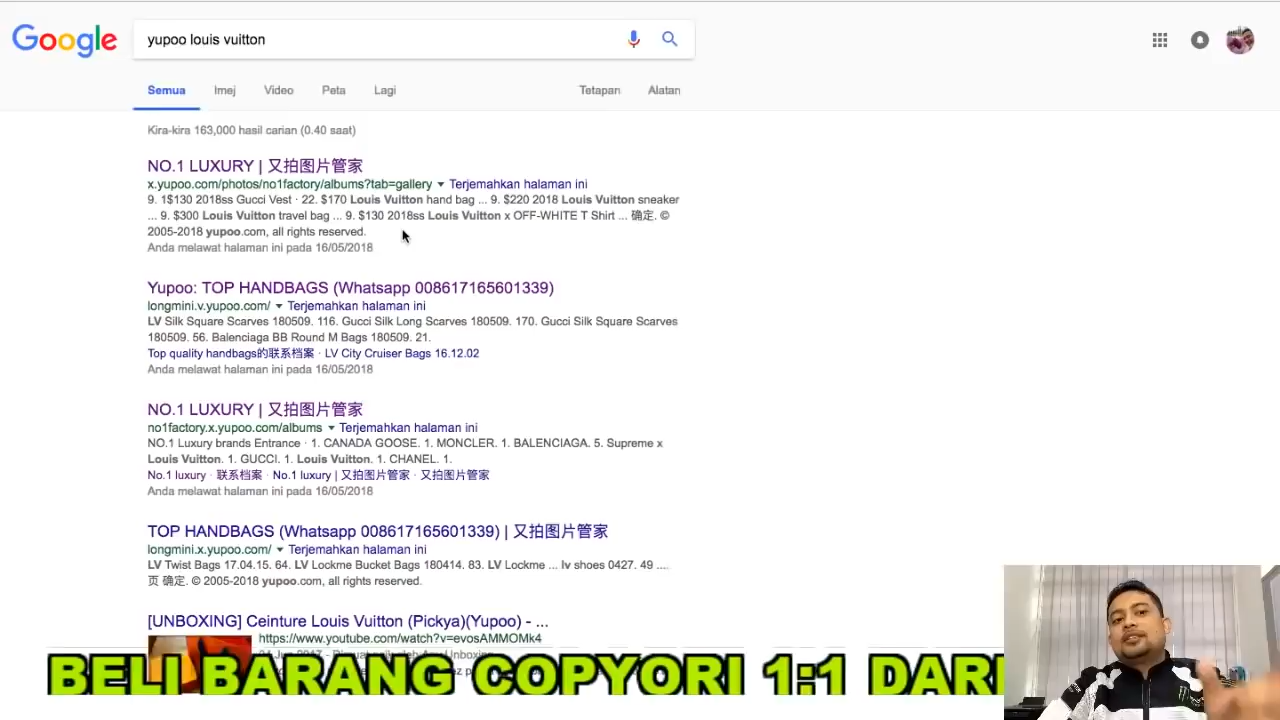 Google
yupoo louis vuitton
Semua Imej Video Peta Lagi Tetapan Alatan
Kira-kira 163,000 hasil carian (0.40 saat)
NO.1 LUXURY | 又拍图片管家
x.yupoo.com/photos/no1factory/albums?tab=gallery ▼ Terjemahkan halaman ini
9. 1$130 2018ss Gucci Vest · 22. $170 Louis Vuitton hand bag ... 9. $220 2018 Louis Vuitton sneaker
... 9. $300 Louis Vuitton travel bag ... 9. $130 2018ss Louis Vuitton x OFF-WHITE T Shirt ... 确定. ©
2005-2018 yupoo.com, all rights reserved.
Anda melawat halaman ini pada 16/05/2018
Yupoo: TOP HANDBAGS (Whatsapp 008617165601339)
longmini.v.yupoo.com/ ▼ Terjemahkan halaman ini
LV Silk Square Scarves 180509. 116. Gucci Silk Long Scarves 180509. 170. Gucci Silk Square Scarves
180509. 56. Balenciaga BB Round M Bags 180509. 21.
Top quality handbags的联系档案 · LV City Cruiser Bags 16.12.02
Anda melawat halaman ini pada 16/05/2018
NO.1 LUXURY | 又拍图片管家
no1factory.x.yupoo.com/albums ▼ Terjemahkan halaman ini
NO.1 Luxury brands Entrance · 1. CANADA GOOSE. 1. MONCLER. 1. BALENCIAGA. 5. Supreme x
Louis Vuitton. 1. GUCCI. 1. Louis Vuitton. 1. CHANEL. 1.
No.1 luxury · 联系档案 · No.1 luxury | 又拍图片管家 · 又拍图片管家
Anda melawat halaman ini pada 16/05/2018
TOP HANDBAGS (Whatsapp 008617165601339) | 又拍图片管家
longmini.x.yupoo.com/ ▼ Terjemahkan halaman ini
LV Twist Bags 17.04.15. 64. LV Lockme Bucket Bags 180414. 83. LV Lockme ... lv shoes 0427. 49 ....
页 确定. © 2005-2018 yupoo.com, all rights reserved.
[UNBOXING] Ceinture Louis Vuitton (Pickya)(Yupoo) - ...
https://www.youtube.com/watch?v=evosAMMOMk4
BELI BARANG COPYORI 1:1 DARI